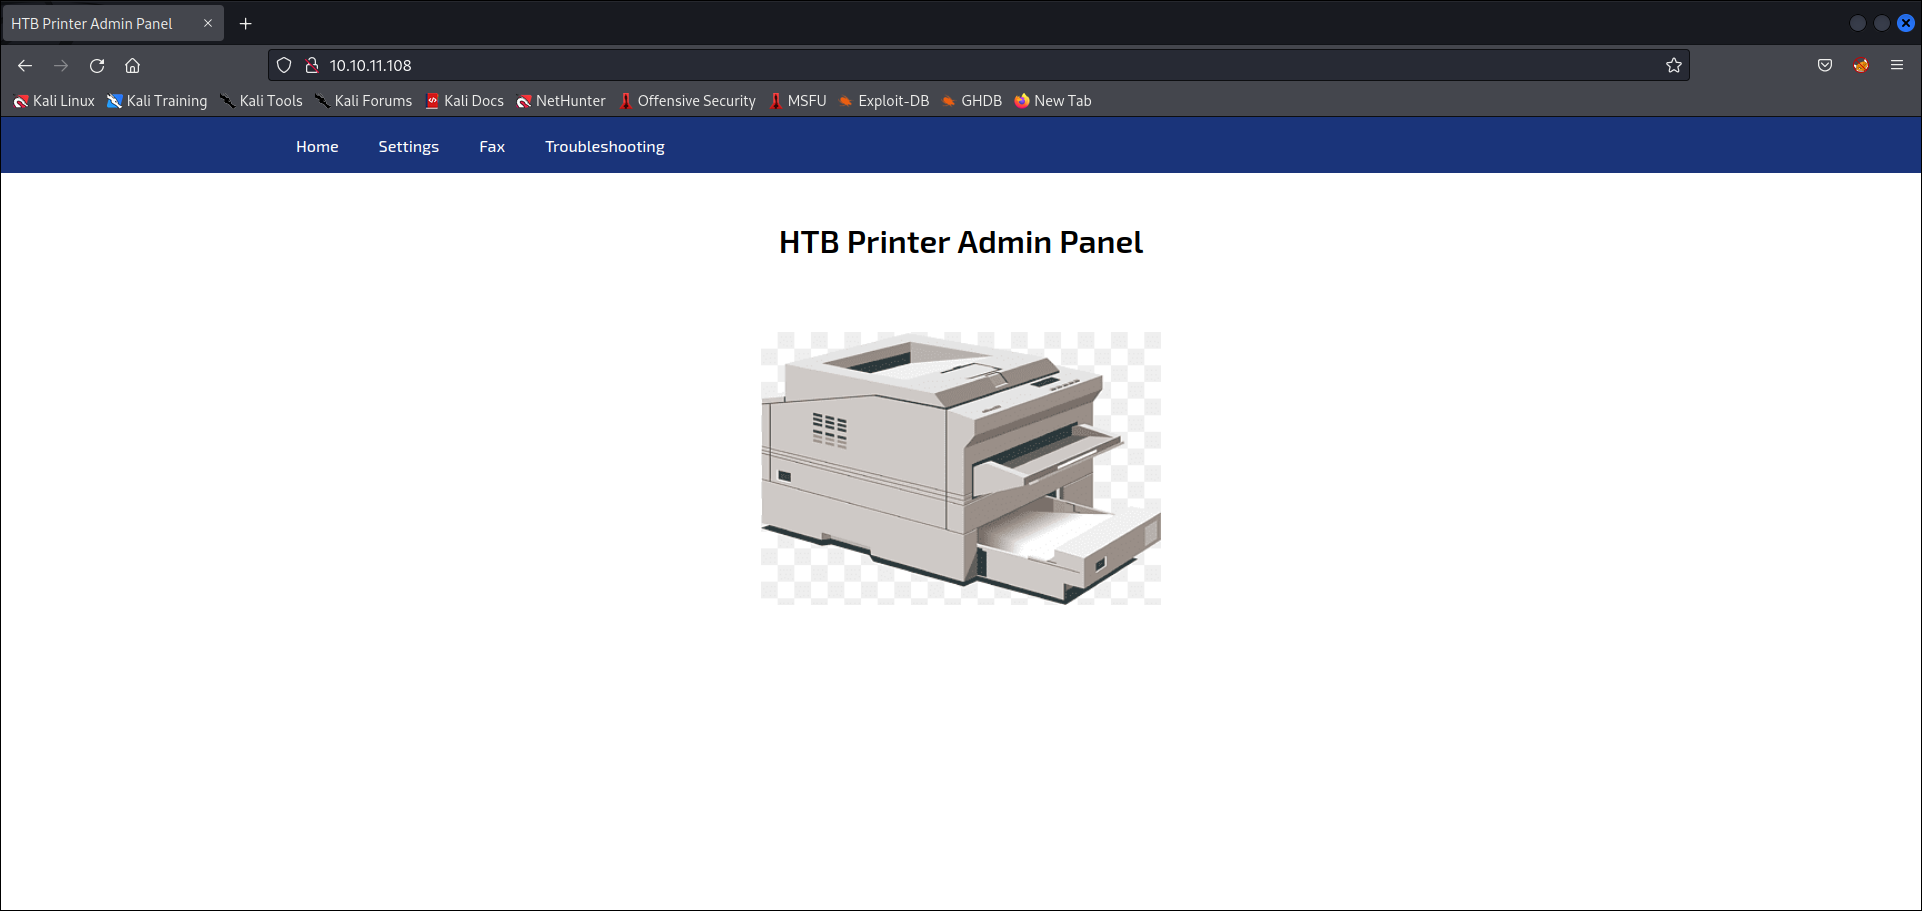 HTB Printer Admin Panel
10.10.11.108
Kali Linux Kali Training Kali Tools Kali Forums Kali Docs NetHunter Offensive Security MSFU Exploit-DB GHDB New Tab
Home Settings Fax Troubleshooting
HTB Printer Admin Panel